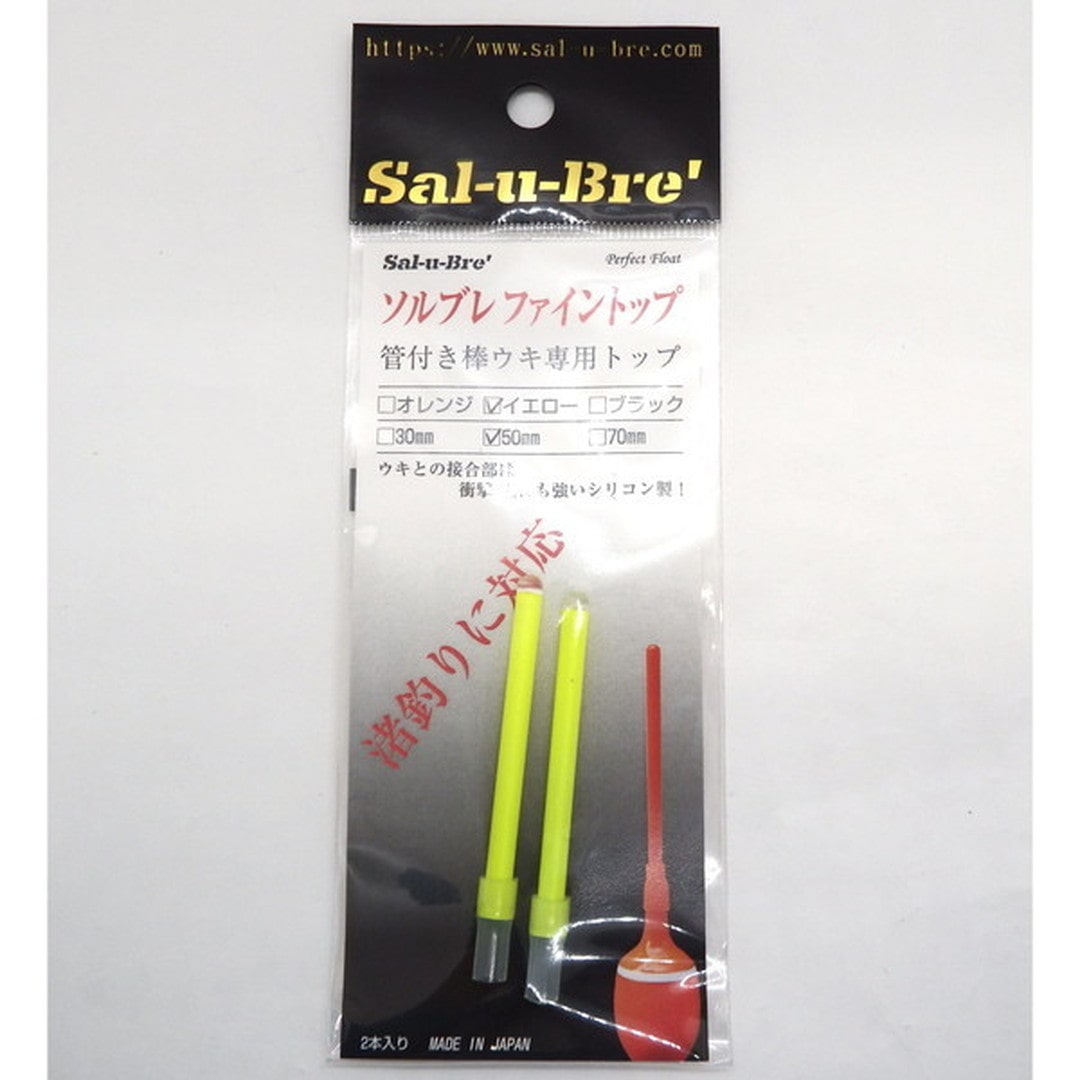 https://www.sal-u-bre.com
Sal-u-Bre'
Sal-u-Bre' Perfect Float
ソルブレ ファイントップ
管付き棒ウキ専用トップ
□オレンジ ☑イエロー □ブラック
□30mm ☑50mm □70mm
ウキとの接合部は
衝撃 も強いシリコン製!
渚釣りに対応
2本入り MADE IN JAPAN